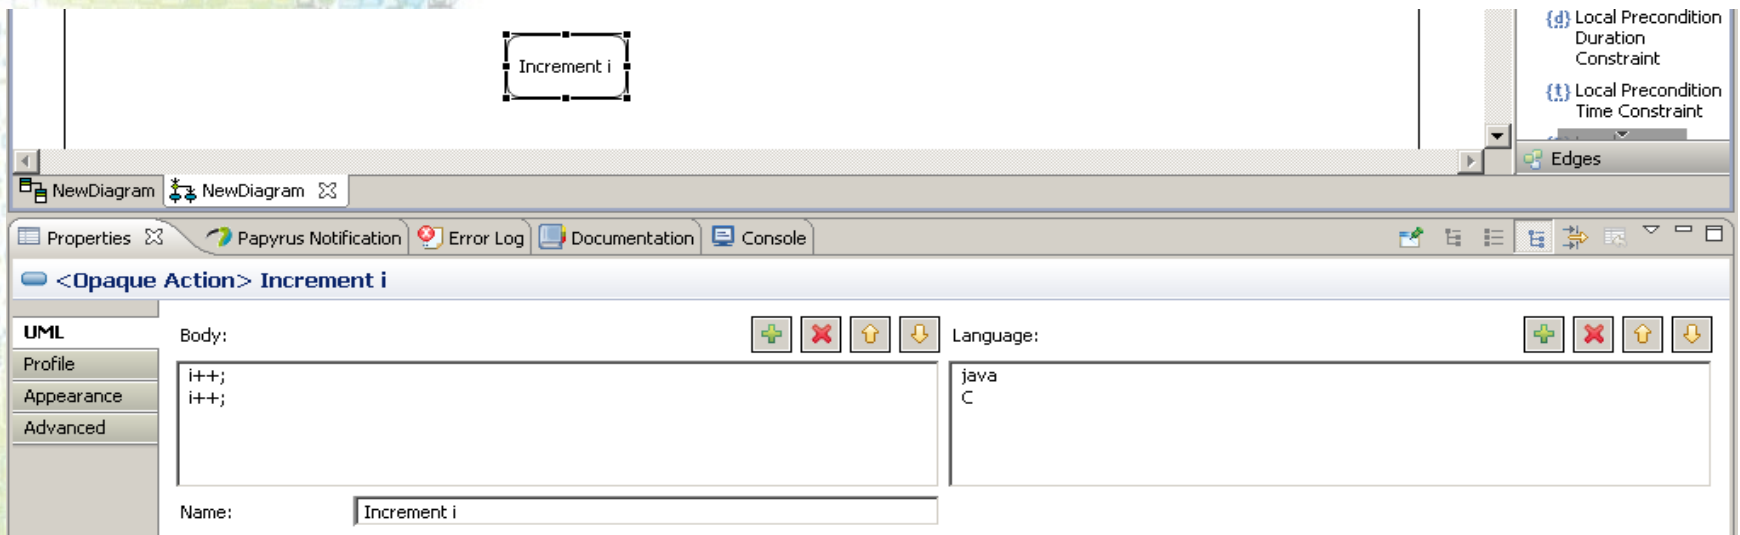 {d} Local Precondition
Duration
Constraint
Increment i
{t} Local Precondition
Time Constraint
Edges
NewDiagram NewDiagram
Properties Papyrus Notification Error Log Documentation Console
<Opaque Action> Increment i
UML
Body: Language:
Profile
i++; java
Appearance
i++; C
Advanced
Name: Increment i